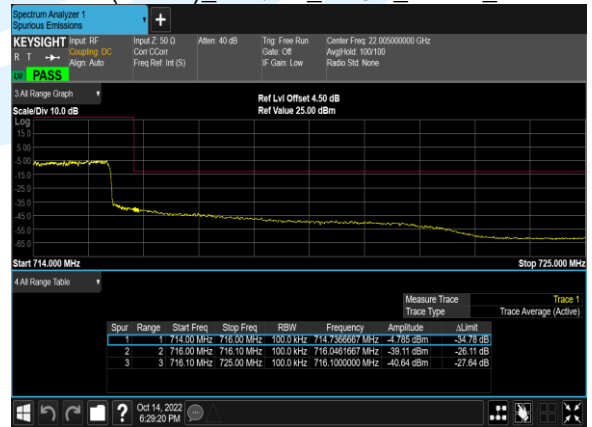 Spectrum Analyzer 1
Spurious Emissions
+
KEYSIGHT Input: RF Input Z: 50 Ω Atten: 40 dB Trig: Free Run Center Freq: 22.005000000 GHz
R T Coupling: DC Corr CCorr Gate: Off Avg|Hold: 100/100
Align: Auto Freq Ref: Int (S) IF Gain: Low Radio Std: None
PASS
3 All Range Graph
Ref Lvl Offset 4.50 dB
Scale/Div 10.0 dB Ref Value 25.00 dBm
Log
15.0
5.00
-5.00
-15.0
-25.0
-35.0
-45.0
-55.0
-65.0
Start 714.000 MHz Stop 725.000 MHz
4 All Range Table
Measure Trace Trace 1
Trace Type Trace Average (Active)
Spur Range Start Freq Stop Freq RBW Frequency Amplitude ΔLimit
1 1 714.00 MHz 716.00 MHz 100.0 kHz 714.7366667 MHz -4.785 dBm -34.78 dB
2 2 716.00 MHz 716.10 MHz 100.0 kHz 716.0461667 MHz -39.11 dBm -26.11 dB
3 3 716.10 MHz 725.00 MHz 100.0 kHz 716.1000000 MHz -40.64 dBm -27.64 dB
? Oct 14, 2022
6:29:20 PM